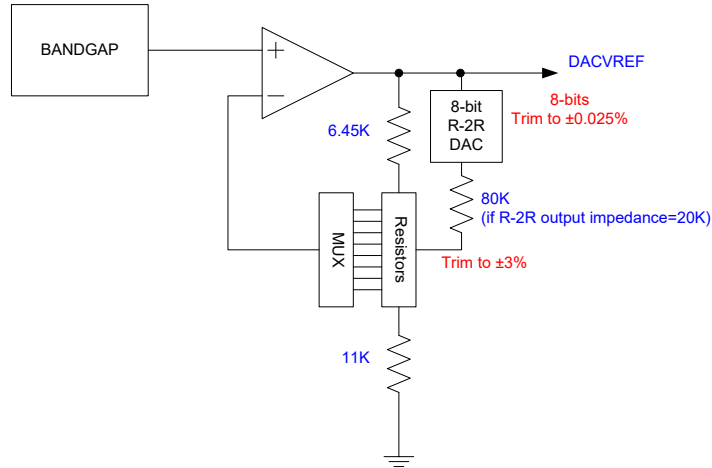 BANDGAP
+
−
DACVREF
8-bits
Trim to ±0.025%
8-bit
R-2R
DAC
6.45K
80K
(if R-2R output impedance=20K)
MUX
Resistors
Trim to ±3%
11K